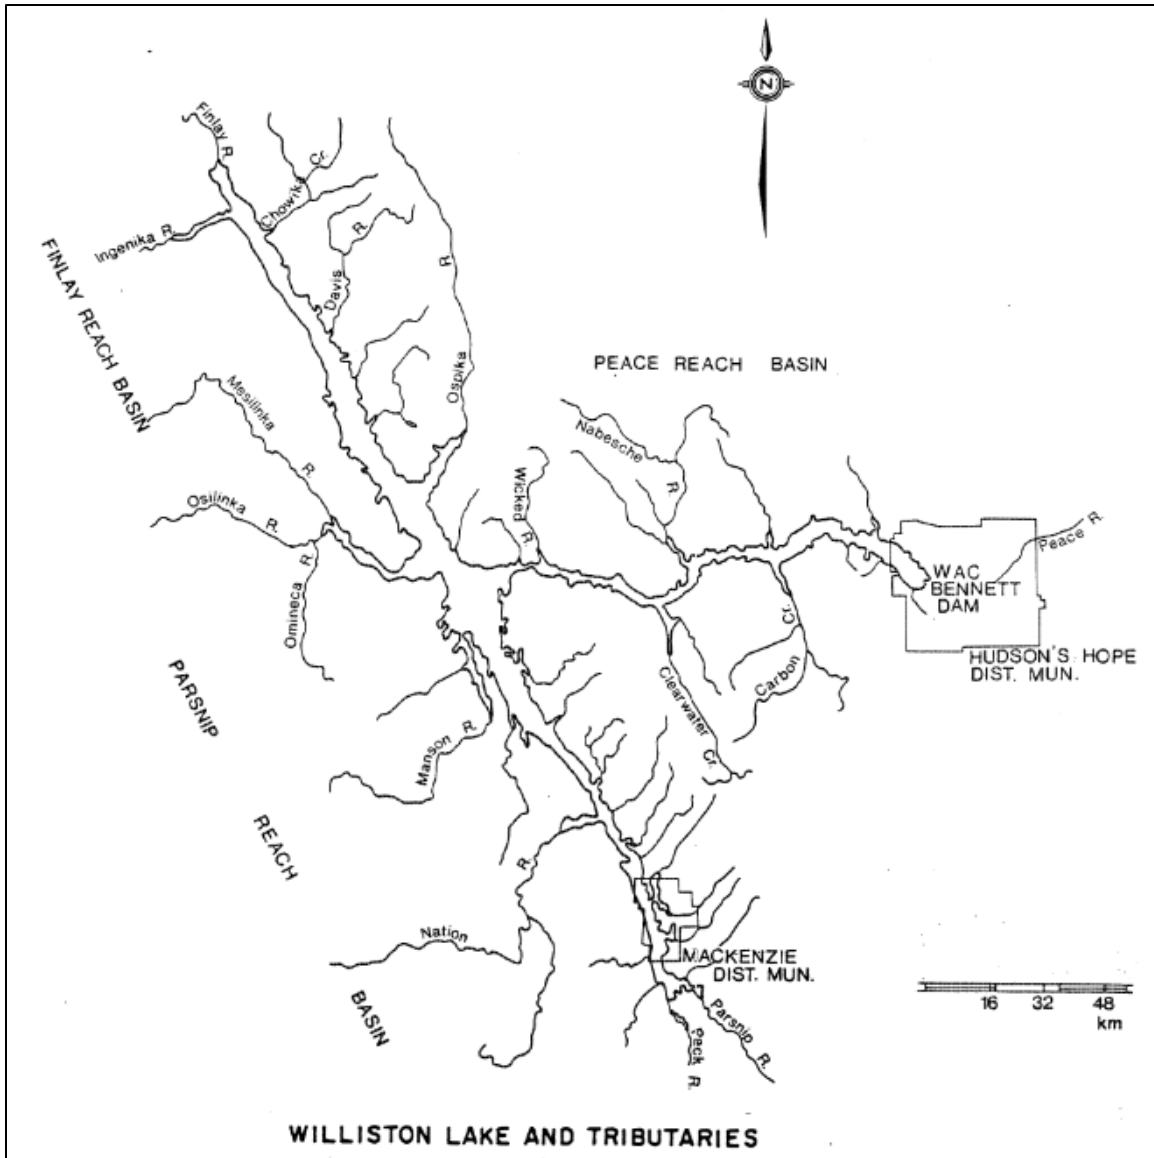 N
Finlay R.
Chowika Cr.
Ingenika R.
FINLAY REACH BASIN
Davis R.
Ospika R.
PEACE REACH BASIN
Mesilinka R.
Nabesche R.
Wicked R.
Osilinka R.
Omineca R.
Peace R.
WAC
BENNETT
DAM
HUDSON'S HOPE
DIST. MUN.
Carbon Cr.
Clearwater Cr.
PARSNIP REACH BASIN
Manson R.
Nation R.
MACKENZIE
DIST. MUN.
Parsnip R.
Peck R.
16 32 48
km
WILLISTON LAKE AND TRIBUTARIES